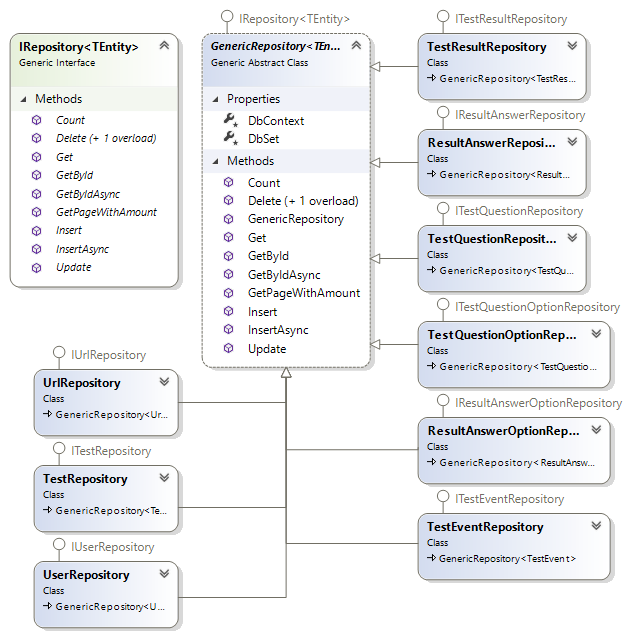 IRepository<TEntity>
Generic Interface
Methods
Count
Delete (+ 1 overload)
Get
GetById
GetByIdAsync
GetPageWithAmount
Insert
InsertAsync
Update
IRepository<TEntity>
GenericRepository<TEn...
Generic Abstract Class
Properties
DbContext
DbSet
Methods
Count
Delete (+ 1 overload)
GenericRepository
Get
GetById
GetByIdAsync
GetPageWithAmount
Insert
InsertAsync
Update
ITestResultRepository
TestResultRepository
Class
GenericRepository<TestRes...
IResultAnswerRepository
ResultAnswerReposi...
Class
GenericRepository<Result...
ITestQuestionRepository
TestQuestionReposit...
Class
GenericRepository<TestQu...
ITestQuestionOptionRepository
TestQuestionOptionRep...
Class
GenericRepository<TestQuestion...
IResultAnswerOptionRepository
ResultAnswerOptionRep...
Class
GenericRepository<ResultAnsw...
ITestEventRepository
TestEventRepository
Class
GenericRepository<TestEvent>
IUrlRepository
UrlRepository
Class
GenericRepository<Ur...
ITestRepository
TestRepository
Class
GenericRepository<Te...
IUserRepository
UserRepository
Class
GenericRepository<U...